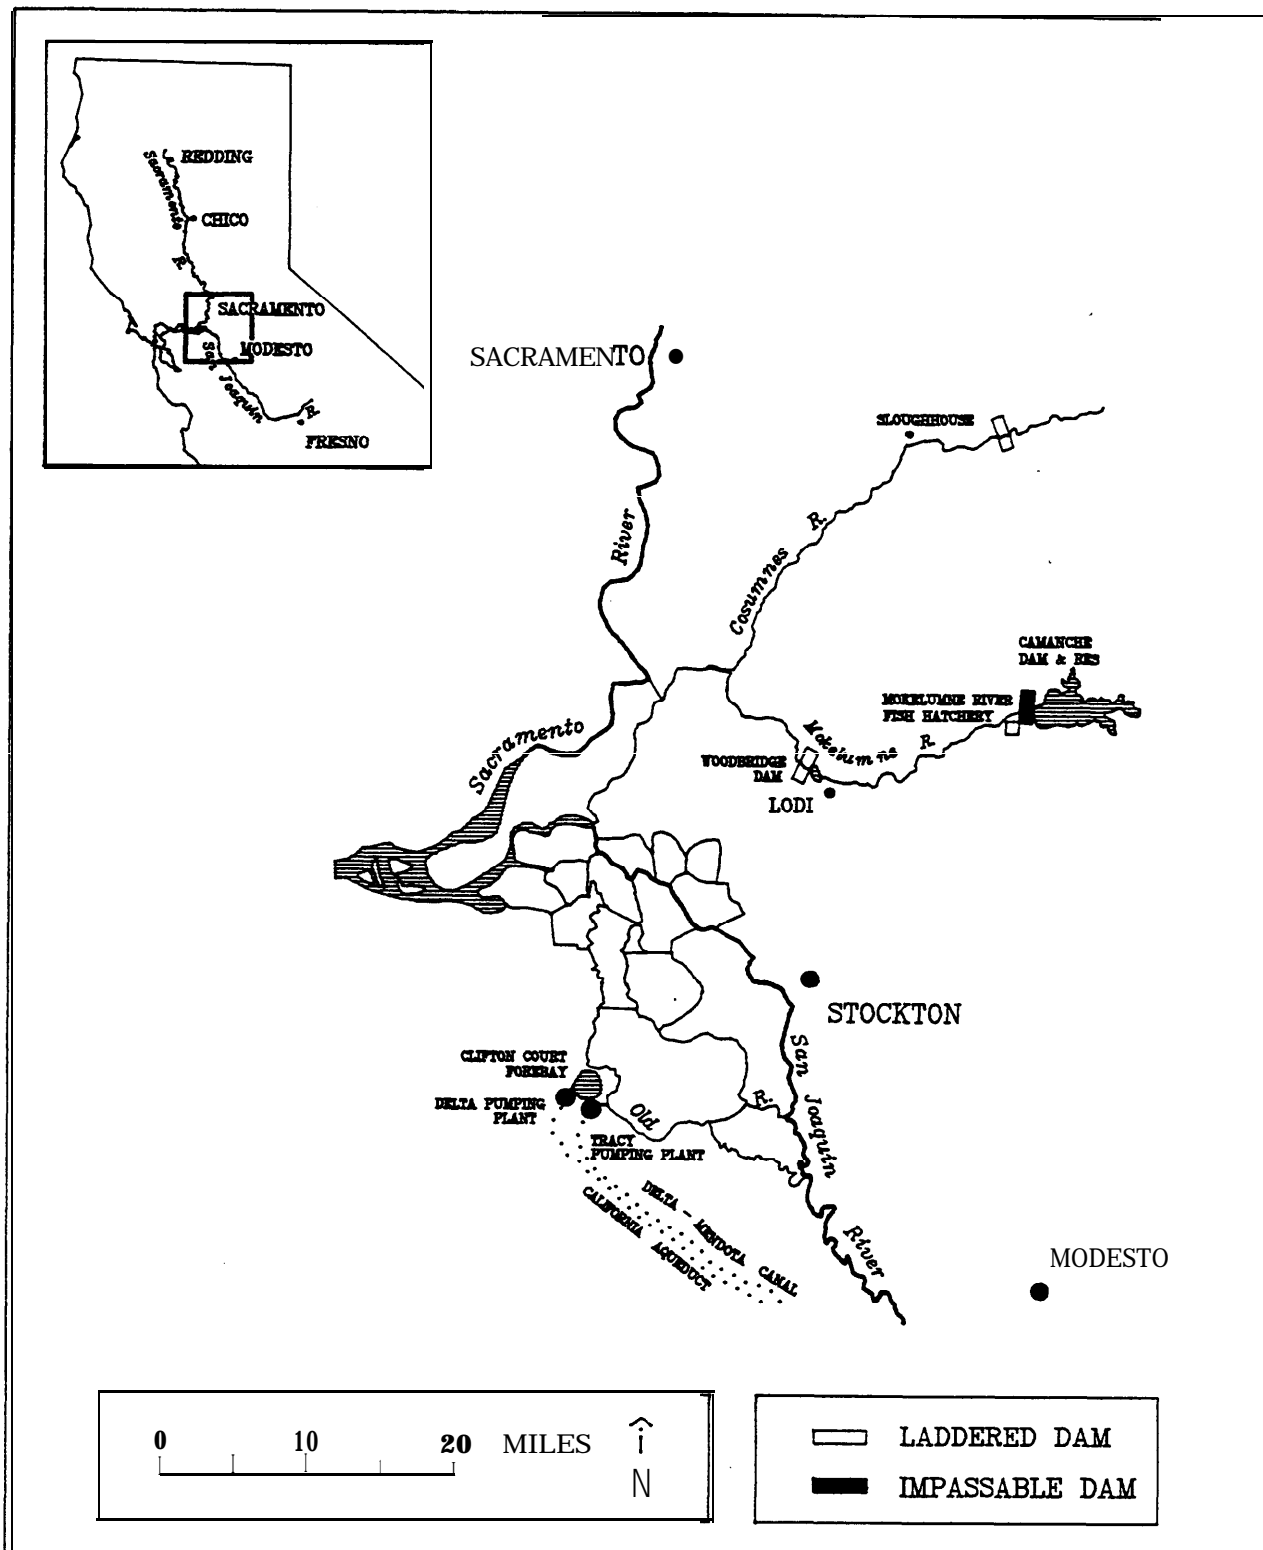 REDDING
Sacramento
CHICO
R.
SACRAMENTO
MODESTO
San Joaquin
R.
FRESNO
SACRAMENTO
SLOUGHHOUSE
River
Cosumnes R.
CAMANCHE
DAM & RES
MOKELUMNE RIVER
FISH HATCHERY
Mokelumne R
Sacramento
WOODBRIDGE
DAM
LODI
STOCKTON
San Joaquin
River
CLIFTON COURT
FOREBAY
DELTA PUMPING
PLANT
Old R.
TRACY
PUMPING PLANT
DELTA - MENDOTA CANAL
CALIFORNIA AQUEDUCT
MODESTO
0 10 20 MILES
N
LADDERED DAM
IMPASSABLE DAM